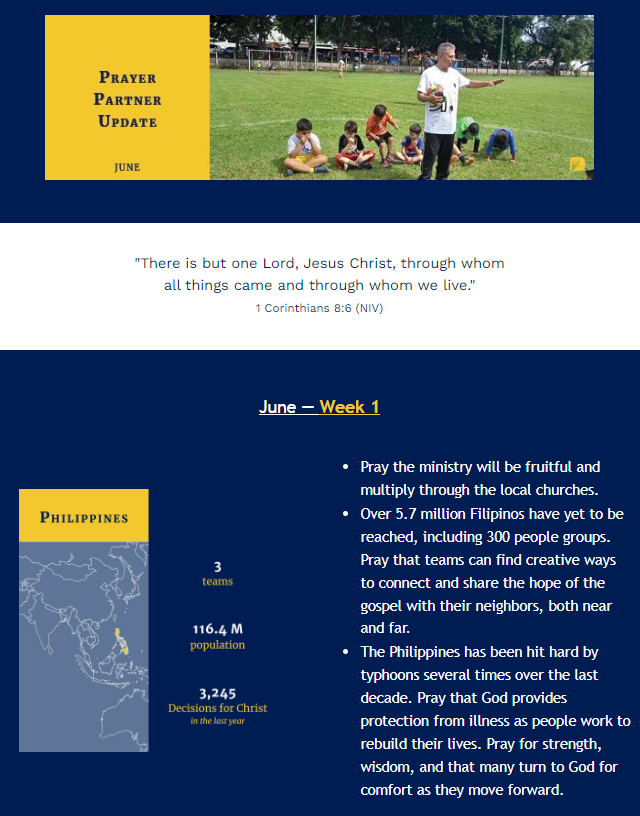 Prayer
Partner
Update
JUNE
"There is but one Lord, Jesus Christ, through whom
all things came and through whom we live."
1 Corinthians 8:6 (NIV)
June — Week 1
Philippines
3
teams
116.4 M
population
3,245
Decisions for Christ
in the last year
• Pray the ministry will be fruitful and
multiply through the local churches.
• Over 5.7 million Filipinos have yet to be
reached, including 300 people groups.
Pray that teams can find creative ways
to connect and share the hope of the
gospel with their neighbors, both near
and far.
• The Philippines has been hit hard by
typhoons several times over the last
decade. Pray that God provides
protection from illness as people work to
rebuild their lives. Pray for strength,
wisdom, and that many turn to God for
comfort as they move forward.